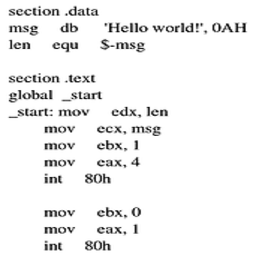 section .data
msg db 'Hello world!', 0AH
len equ $-msg
section .text
global _start
_start: mov edx, len
mov ecx, msg
mov ebx, 1
mov eax, 4
int 80h
mov ebx, 0
mov eax, 1
int 80h